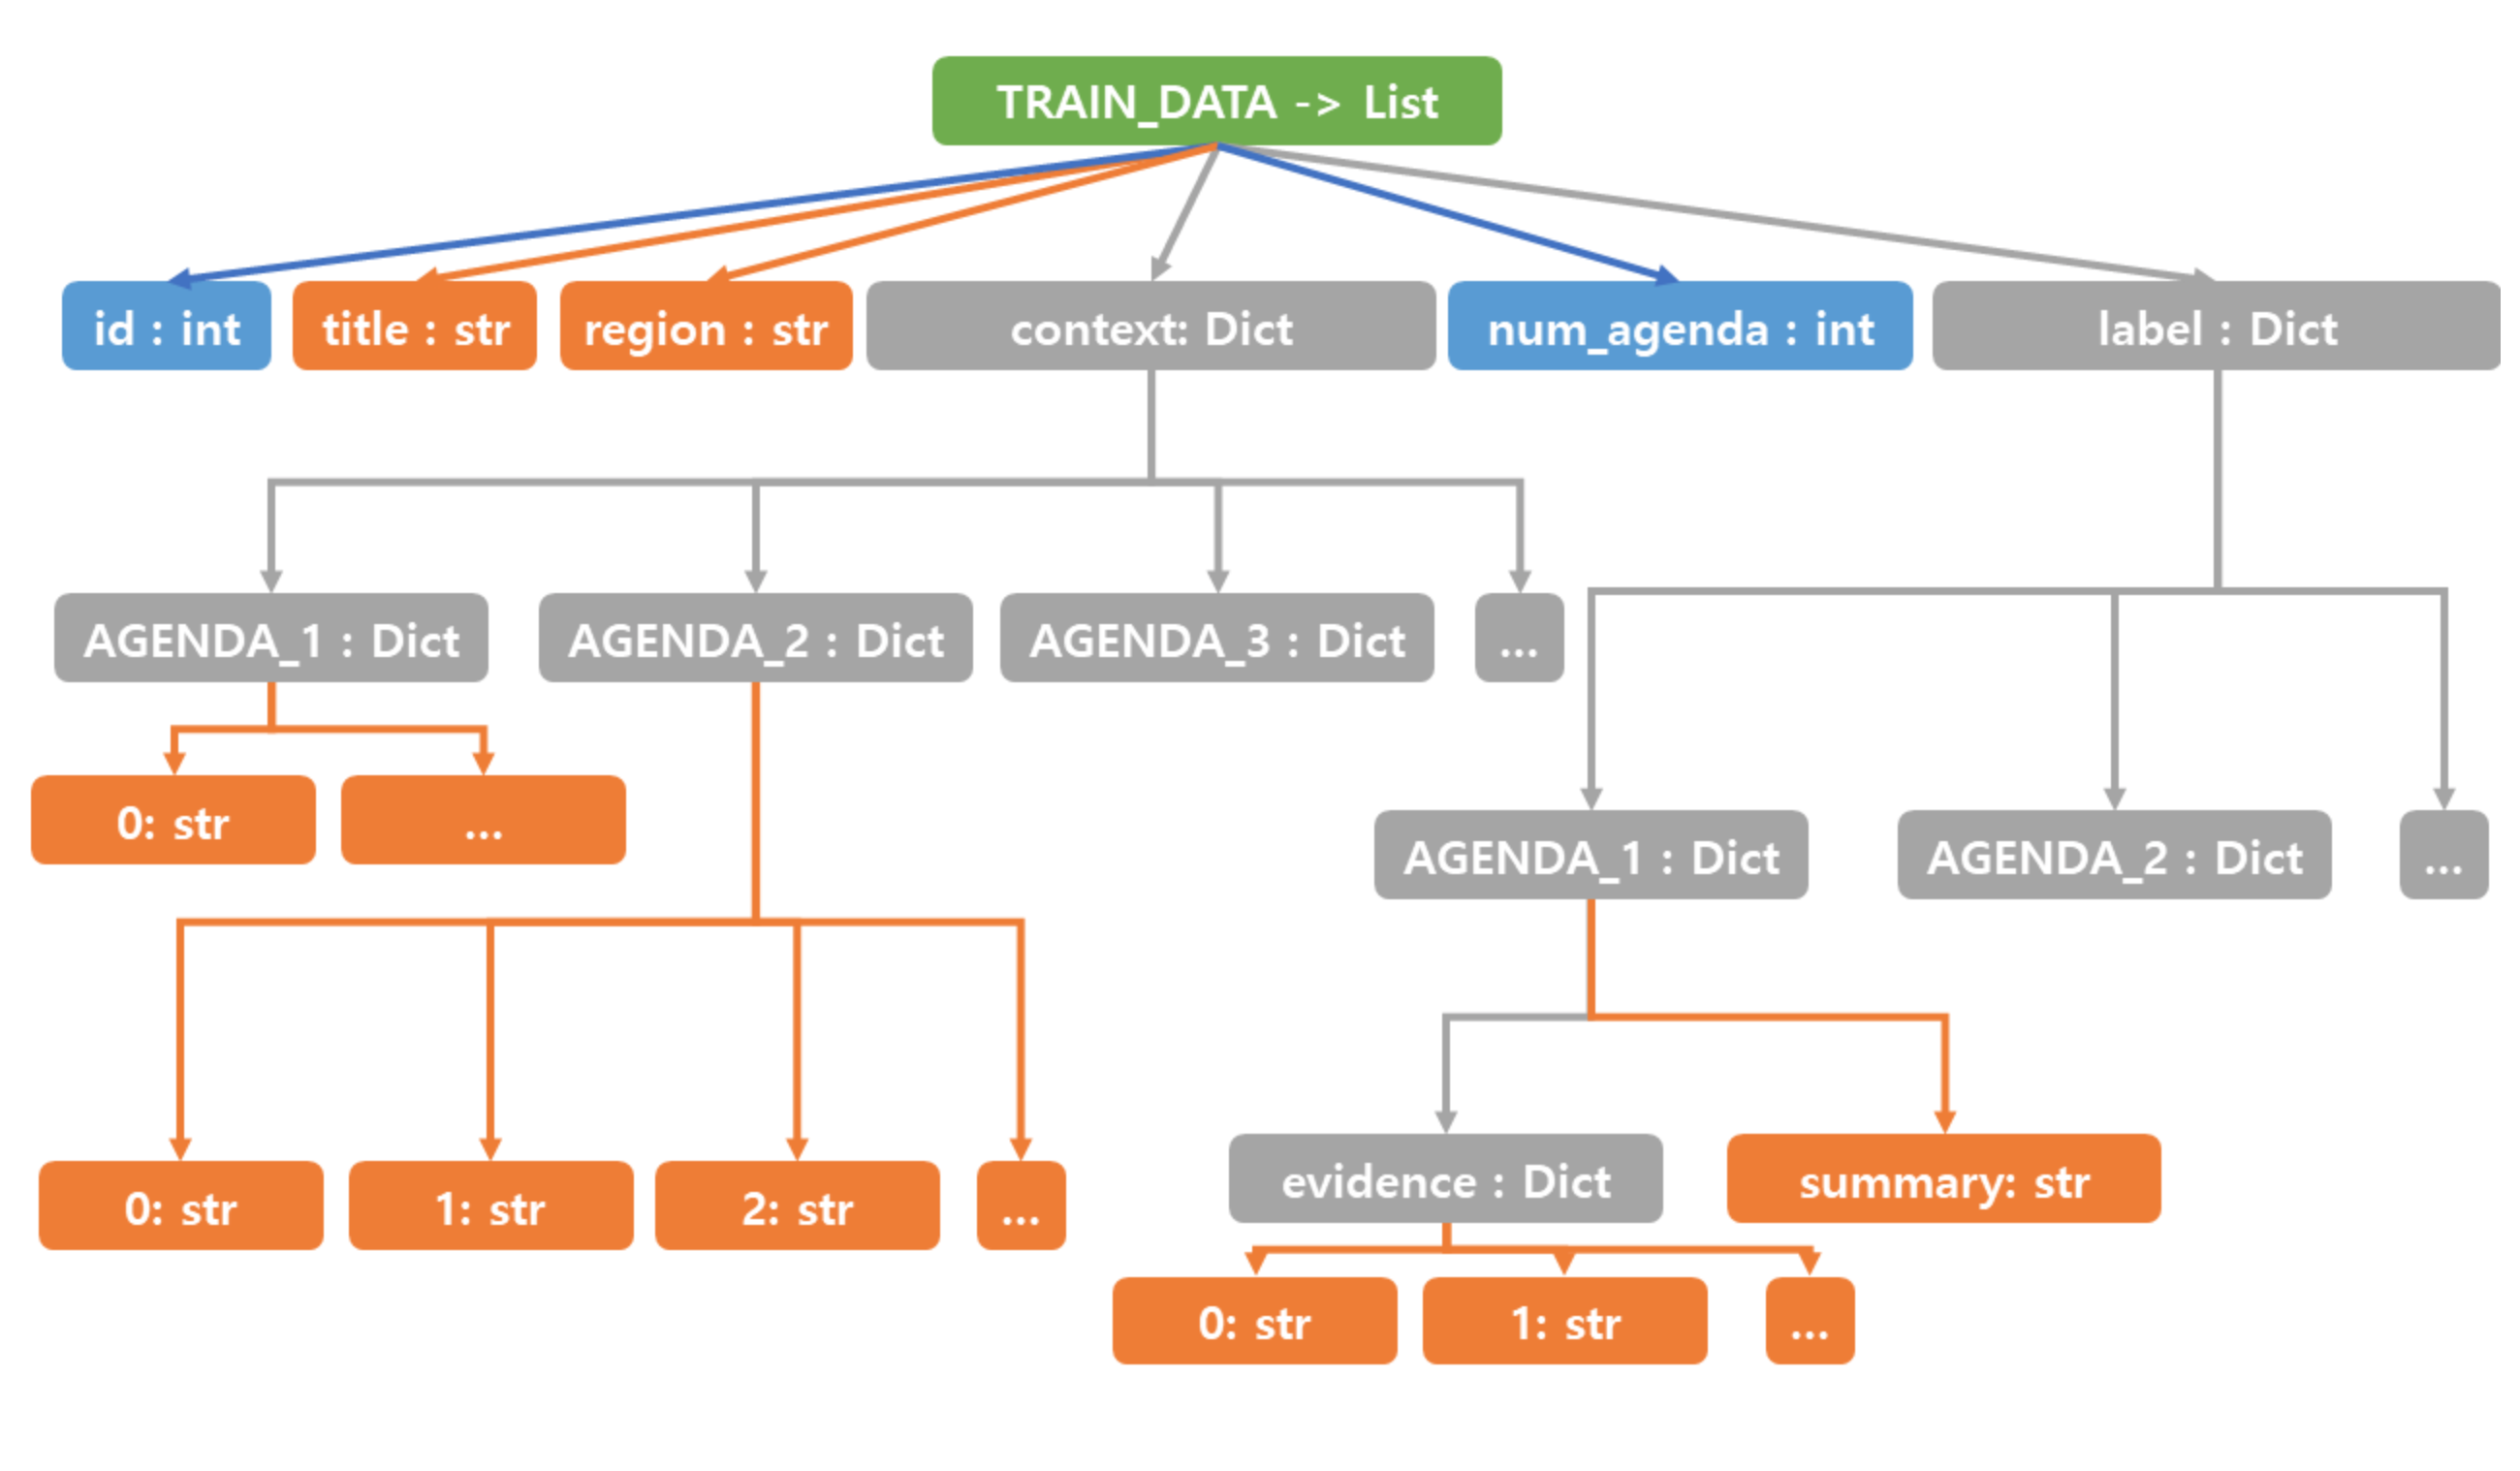 TRAIN_DATA -> List
id : int
title : str
region : str
context: Dict
num_agenda : int
label : Dict
AGENDA_1 : Dict
AGENDA_2 : Dict
AGENDA_3 : Dict
...
0: str
...
AGENDA_1 : Dict
AGENDA_2 : Dict
...
0: str
1: str
2: str
...
evidence : Dict
summary: str
0: str
1: str
...